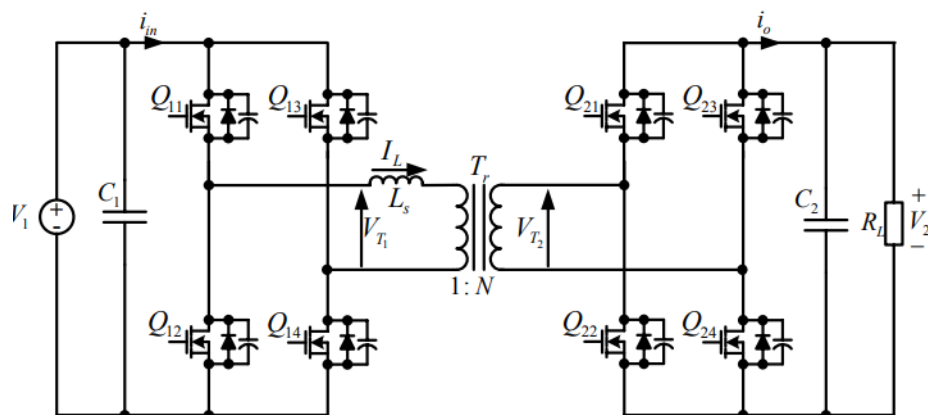 i_in
i_o
Q_11
Q_13
Q_21
Q_23
I_L
T_r
V_1
+
-
C_1
L_s
V_T1
V_T2
C_2
R_L
+
V_2
−
1:N
Q_12
Q_14
Q_22
Q_24